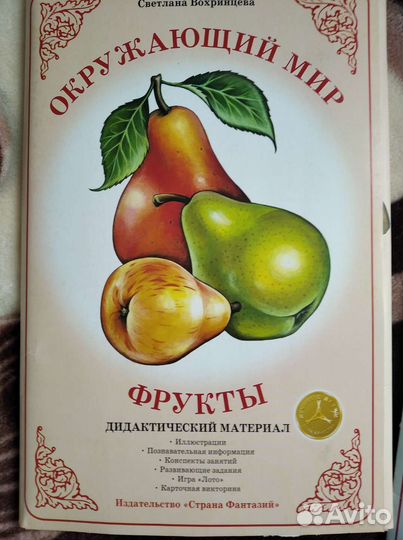 Светлана Вохринцева
ОКРУЖАЮЩИЙ МИР
ФРУКТЫ
ДИДАКТИЧЕСКИЙ МАТЕРИАЛ
• Иллюстрации
• Познавательная информация
• Конспекты занятий
• Развивающие задания
• Игра «Лото»
• Карточная викторина
Издательство «Страна Фантазий»
Avito